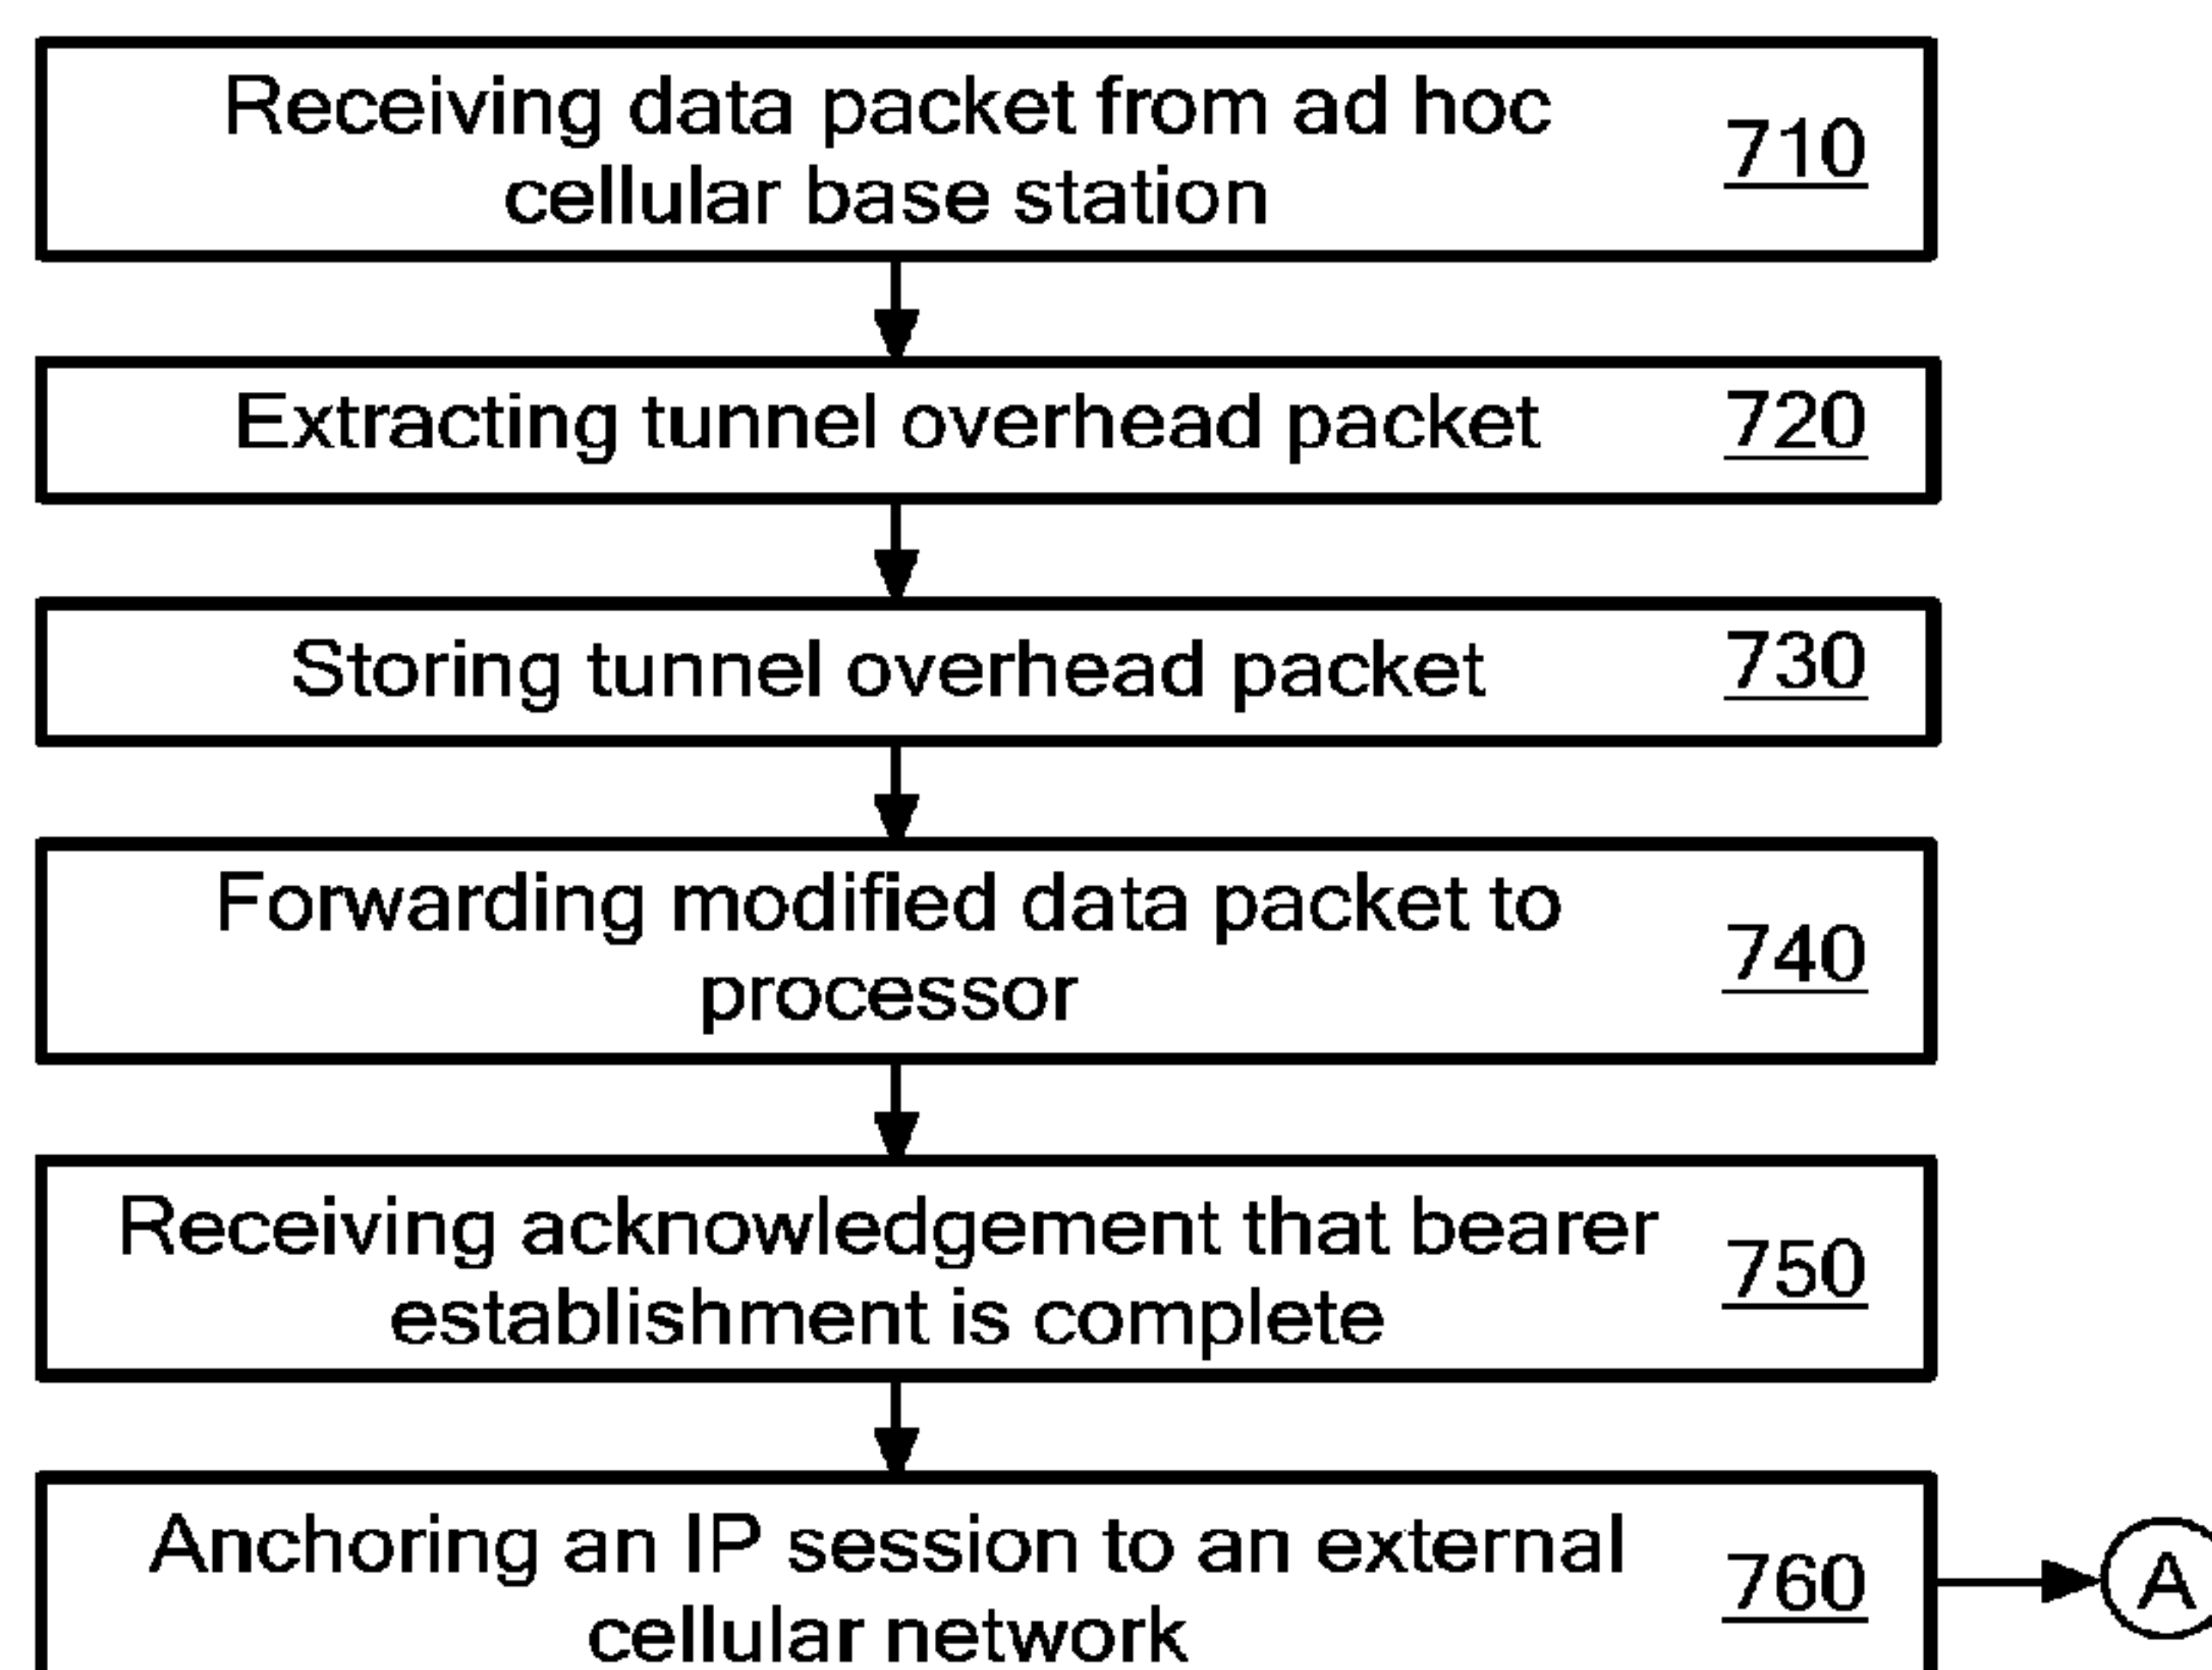 Receiving data packet from ad hoc
cellular base station
710
Extracting tunnel overhead packet 720
Storing tunnel overhead packet 730
Forwarding modified data packet to
processor
740
Receiving acknowledgement that bearer
establishment is complete
750
Anchoring an IP session to an external
cellular network
760
A